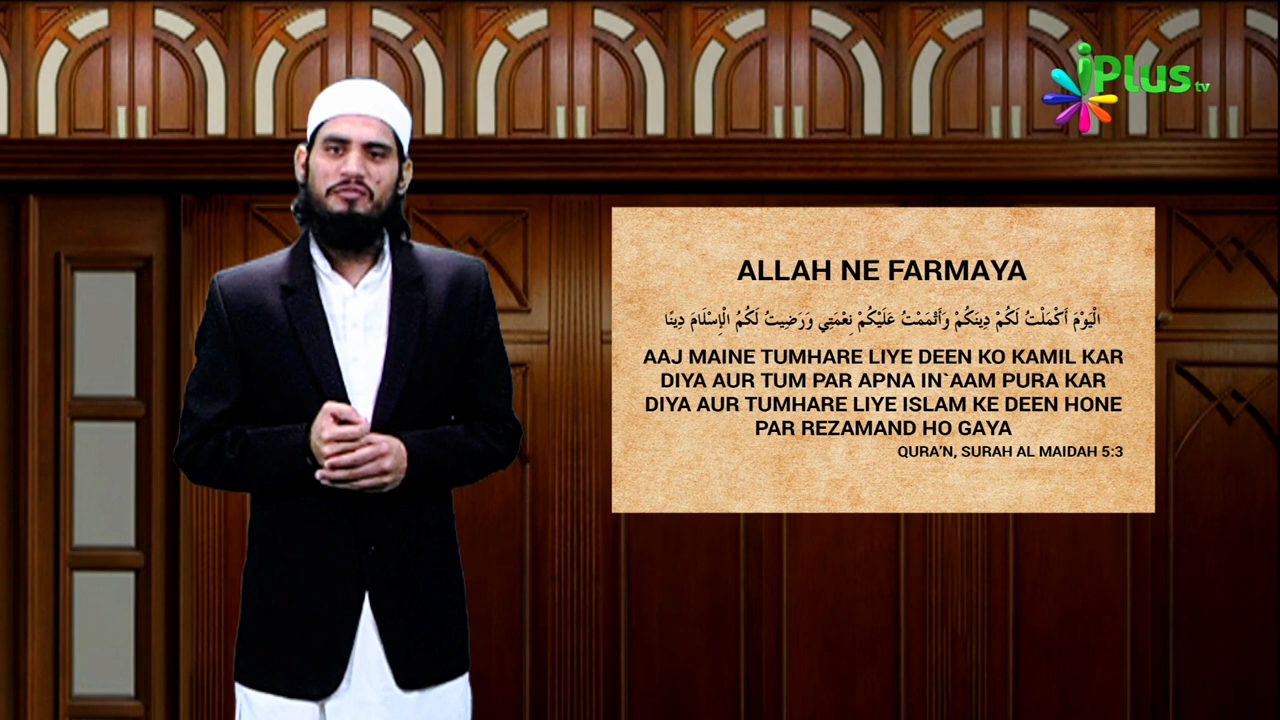 iPlus tv
ALLAH NE FARMAYA
الْيَوْمَ أَكْمَلْتُ لَكُمْ دِينَكُمْ وَأَتْمَمْتُ عَلَيْكُمْ نِعْمَتِي وَرَضِيتُ لَكُمُ الْإِسْلَامَ دِينًا
AAJ MAINE TUMHARE LIYE DEEN KO KAMIL KAR
DIYA AUR TUM PAR APNA IN`AAM PURA KAR
DIYA AUR TUMHARE LIYE ISLAM KE DEEN HONE
PAR REZAMAND HO GAYA
QURA’N, SURAH AL MAIDAH 5:3